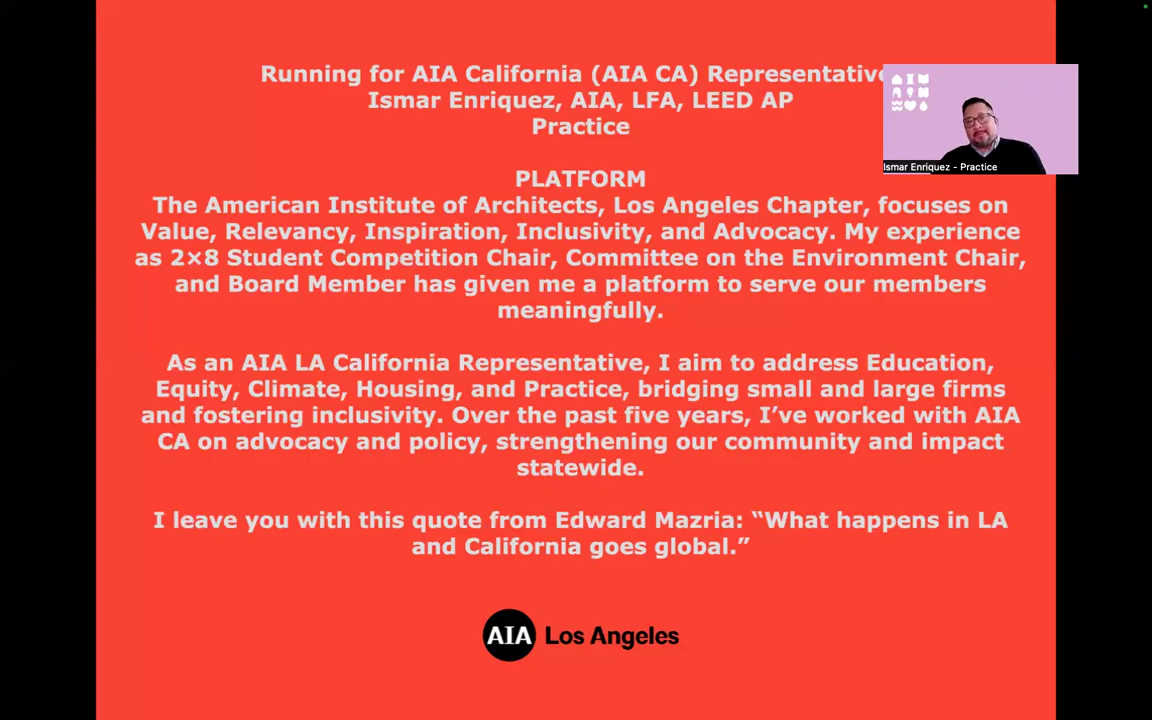 Running for AIA California (AIA CA) Representative
Ismar Enriquez, AIA, LFA, LEED AP
Practice
Ismar Enriquez - Practice
PLATFORM
The American Institute of Architects, Los Angeles Chapter, focuses on
Value, Relevancy, Inspiration, Inclusivity, and Advocacy. My experience
as 2×8 Student Competition Chair, Committee on the Environment Chair,
and Board Member has given me a platform to serve our members
meaningfully.
As an AIA LA California Representative, I aim to address Education,
Equity, Climate, Housing, and Practice, bridging small and large firms
and fostering inclusivity. Over the past five years, I’ve worked with AIA
CA on advocacy and policy, strengthening our community and impact
statewide.
I leave you with this quote from Edward Mazria: “What happens in LA
and California goes global.”
AIA Los Angeles